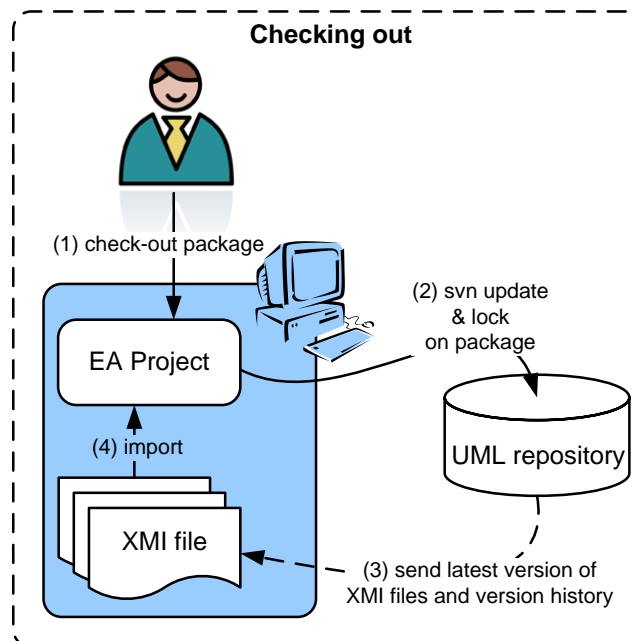 Checking out
(1) check-out package
(2) svn update
& lock
on package
EA Project
(4) import
UML repository
XMI file
(3) send latest version of
XMI files and version history